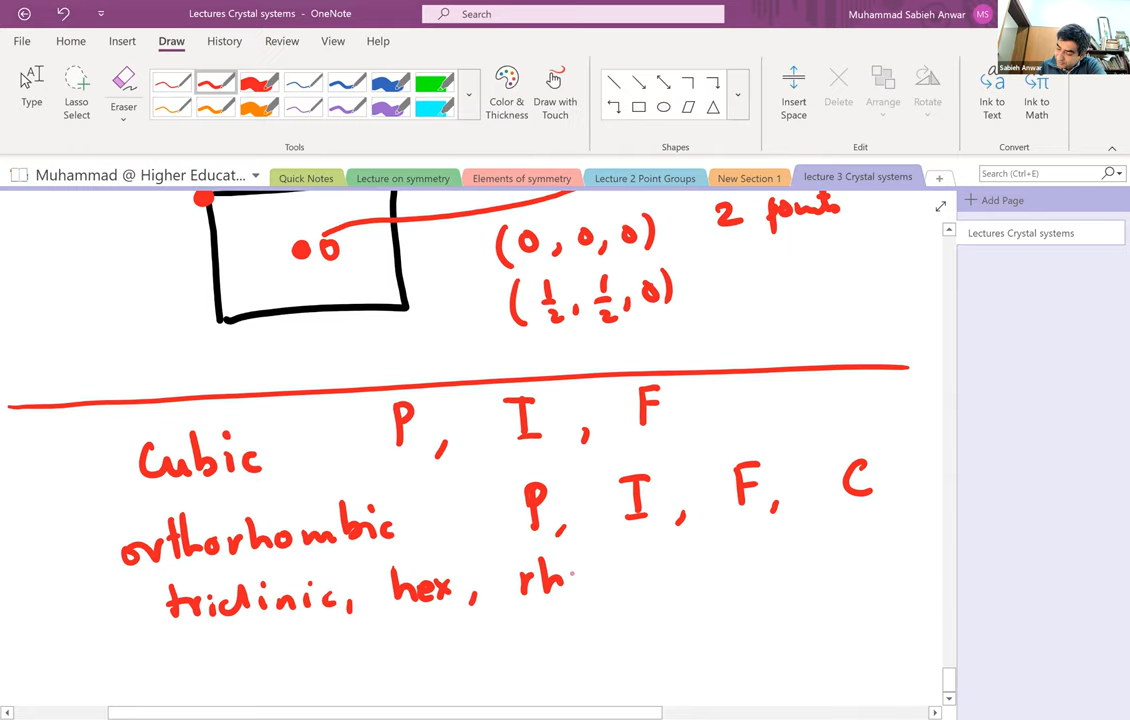 Lectures Crystal systems - OneNote
Search
Muhammad Sabieh Anwar MS
Sabieh Anwar
File Home Insert Draw History Review View Help
Type
Lasso Select
Eraser
Color & Thickness
Draw with Touch
Insert Space
Delete
Arrange
Rotate
Ink to Text
Ink to Math
Tools
Shapes
Edit
Convert
Muhammad @ Higher Educat...
Quick Notes
Lecture on symmetry
Elements of symmetry
Lecture 2 Point Groups
New Section 1
lecture 3 Crystal systems
Search (Ctrl+E)
Add Page
Lectures Crystal systems
2 points
(0, 0, 0)
(1/2, 1/2, 0)
Cubic P, I, F
orthorhombic P, I, F, C
triclinic, hex, rh